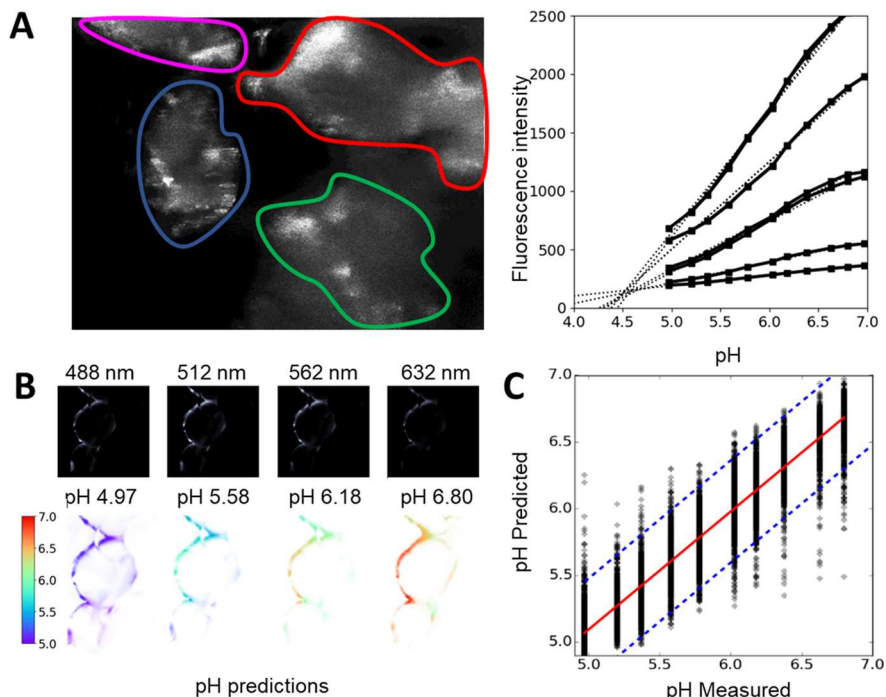 A
Fluorescence intensity
2500
2000
1500
1000
500
0
4.0 4.5 5.0 5.5 6.0 6.5 7.0
pH
B
488 nm 512 nm 562 nm 632 nm
pH 4.97 pH 5.58 pH 6.18 pH 6.80
7.0
6.5
6.0
5.5
5.0
pH predictions
C
pH Predicted
7.0
6.5
6.0
5.5
5.0
5.0 5.5 6.0 6.5 7.0
pH Measured